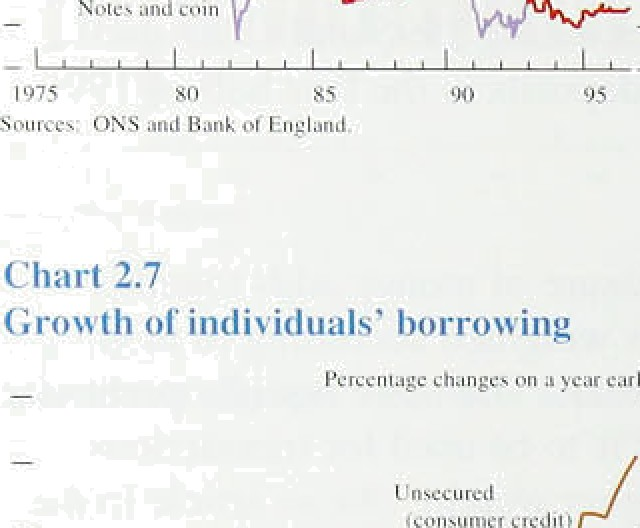 Notes and coin
1975 80 85 90 95
Sources: ONS and Bank of England.
Chart 2.7
Growth of individuals’ borrowing
Percentage changes on a year
Unsecured
(consumer credit)